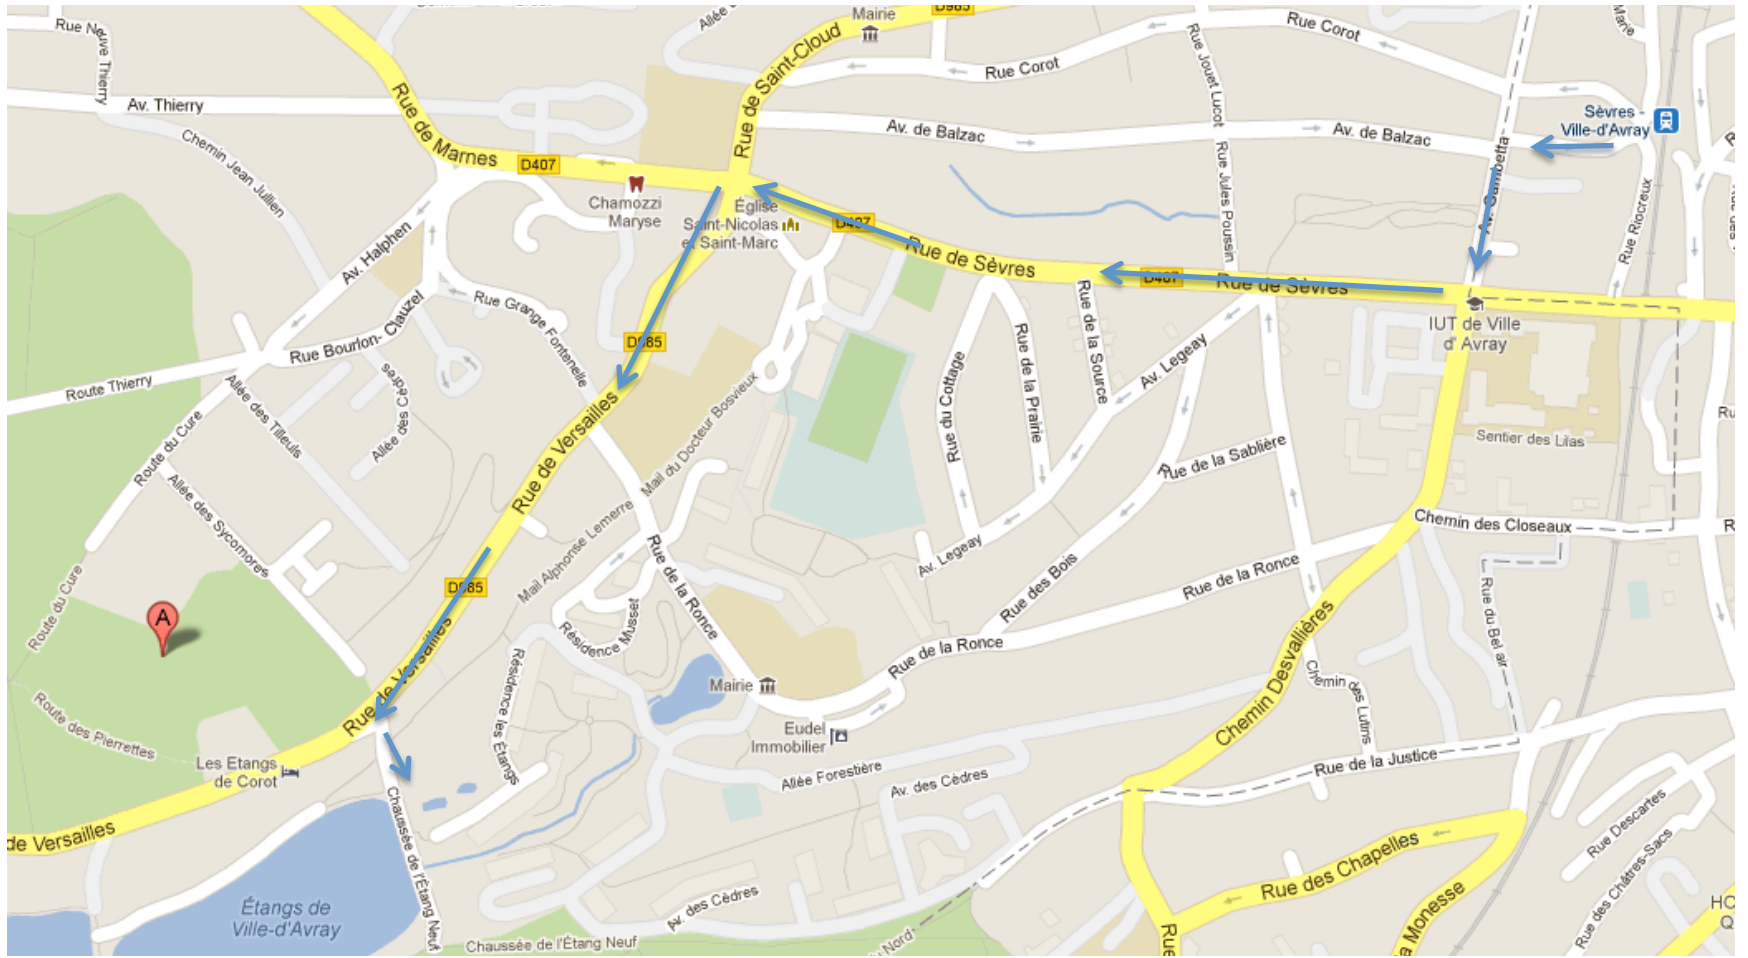 Mairie
D985
Rue Neuve Thierry
Rue de Saint-Cloud
Rue Corot
Rue Corot
Rue Jouet Lucot
Marie
Av. Thierry
Rue de Marnes
Sèvres -
Ville-d'Avray
Av. de Balzac
Av. de Balzac
Av. Gambetta
Chemin Jean Jullien
D407
Chamozzi
Maryse
Église
Saint-Nicolas
et Saint-Marc
D407
Rue de Sèvres
Rue Jules Poussin
Rue Riocreux
Av. Halphen
D407
Rue de Sèvres
Rue Grange Fontenelle
Rue Bourlon-Clauzel
D985
Rue de la Source
Rue de la Prairie
Rue du Cottage
Av. Legeay
IUT de Ville
d' Avray
Route Thierry
Allée des Tilleuls
Allée des Cèdres
Route du Cure
Rue de Versailles
Mail du Docteur Bosvieux
Rue de la Sablière
Sentier des Lilas
Allée des Sycomores
Mail Alphonse Lemerre
Av. Legeay
Rue des Bois
Chemin des Closeaux
Rue de la Ronce
Rue de la Ronce
Rue de la Ronce
Rue du Bel air
Route du Cure
A
D985
Résidence Musset
Rue de Versailles
Résidence les Étangs
Mairie
Chemin des Lutins
Chemin Desvallières
Route des Pierrettes
Les Etangs
de Corot
Eudel
Immobilier
Allée Forestière
Av. des Cèdres
Rue de la Justice
de Versailles
Chaussée de l'Étang Neuf
Rue des Chapelles
Rue Descartes
Rue des Châtres-Sacs
Étangs de
Ville-d'Avray
Av. des Cèdres
Chaussée de l'Étang Neuf
du Nord
Rue
la Monesse